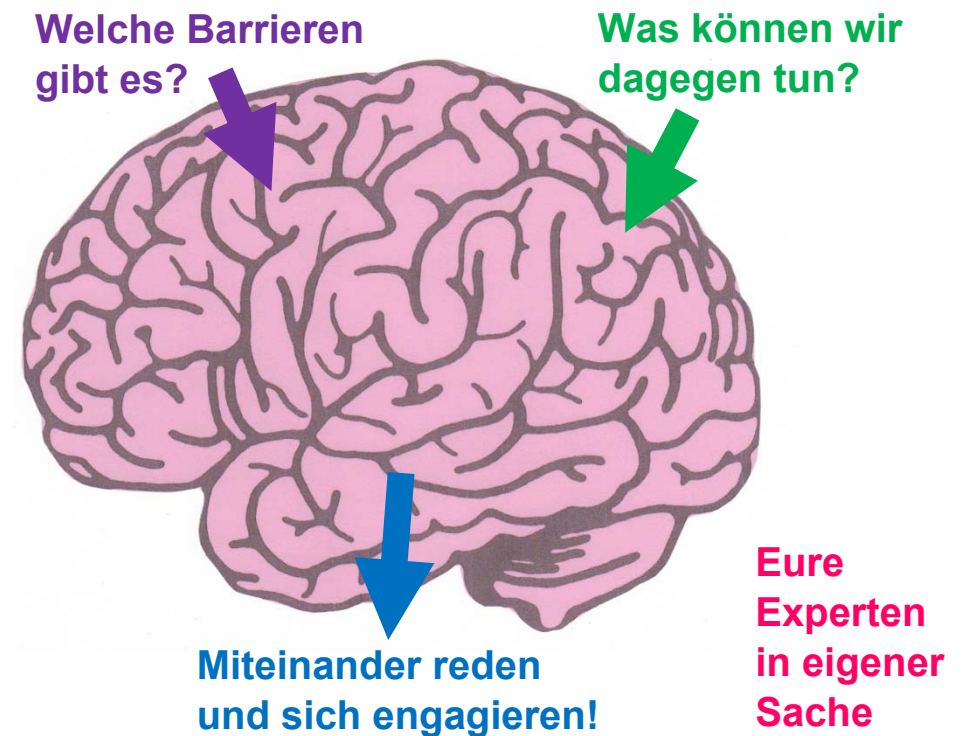 Welche Barrieren
gibt es?
Was können wir
dagegen tun?
Miteinander reden
und sich engagieren!
Eure
Experten
in eigener
Sache